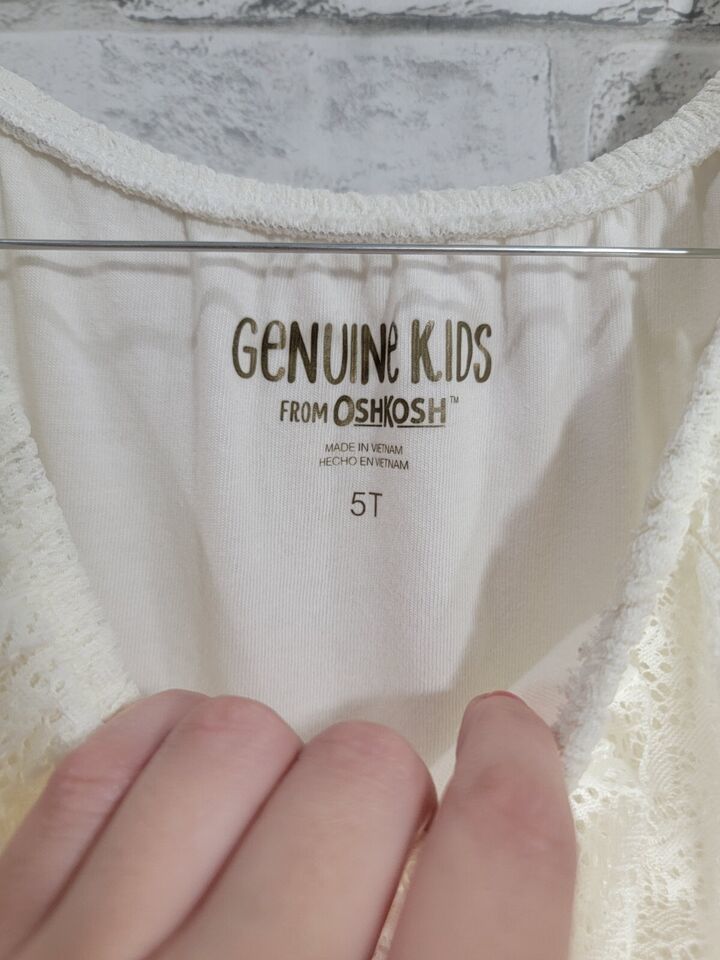 GENUINE KIDS
FROM OSHKOSH™
MADE IN VIETNAM
HECHO EN VIETNAM
5T